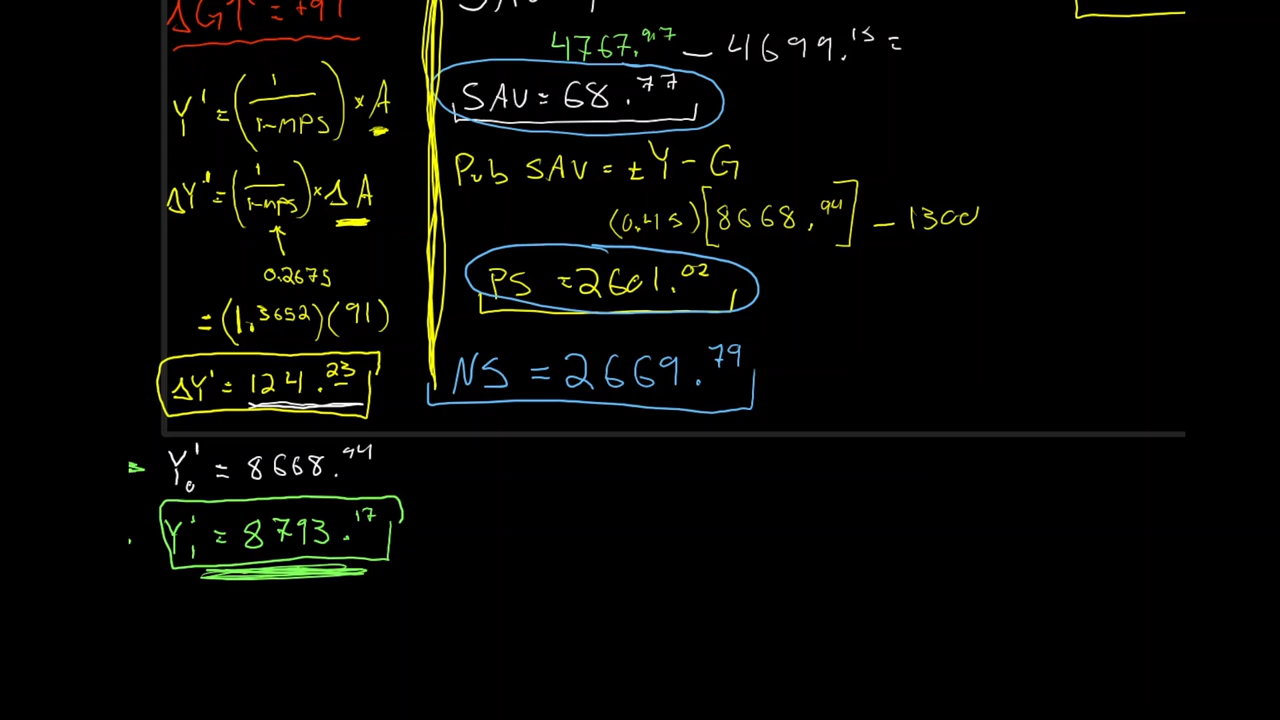 ΔG↑ = +91
Y' = (1/1-MPS) × A
ΔY' = (1/1-mps) × ΔA
0.2675
= (1.3652)(91)
ΔY' = 124.23
Y₀' = 8668.94
Y₁' = 8793.17
4767.97 - 4699.15 =
SAV = 68.77
Pub SAV = tY - G
(0.45)[8668.94] - 1300
PS = 2601.02
NS = 2669.79